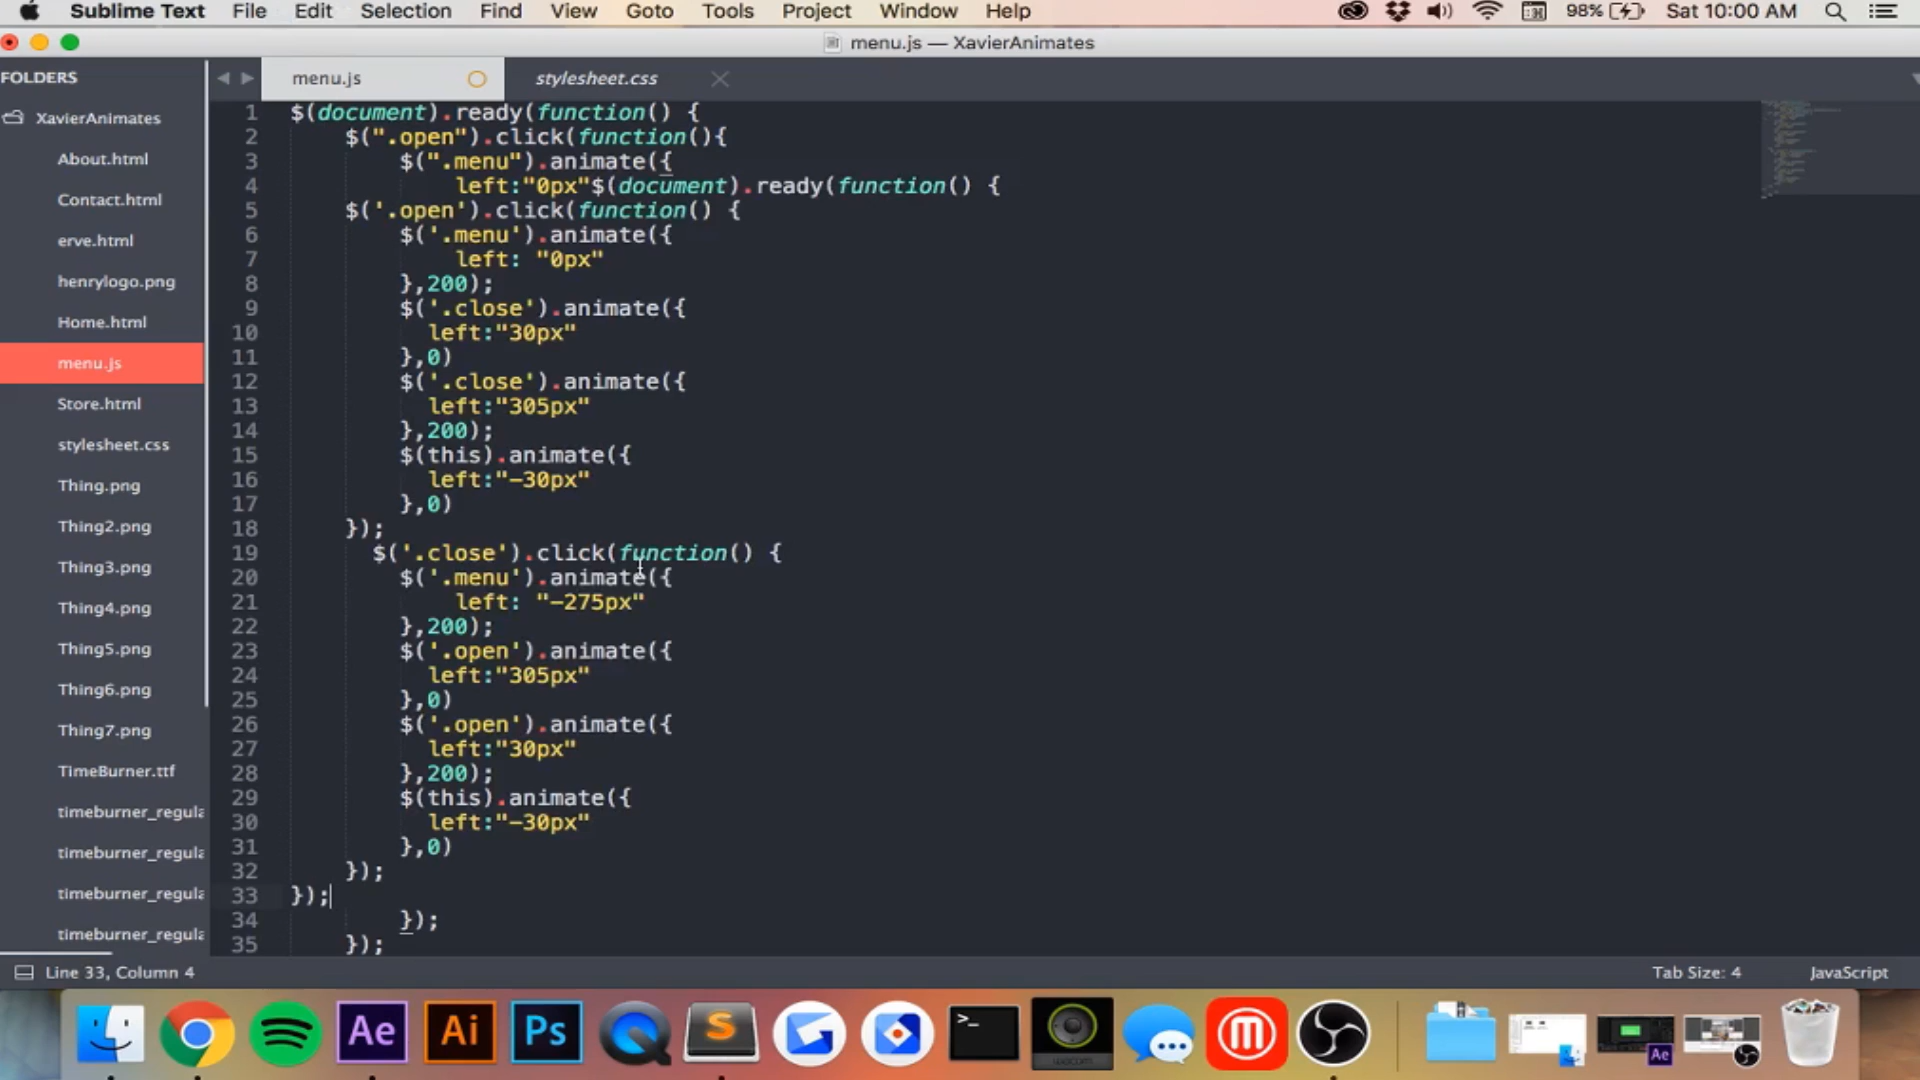 Sublime Text File Edit Selection Find View Goto Tools Project Window Help 98% Sat 10:00 AM
menu.js — XavierAnimates
FOLDERS
XavierAnimates
About.html
Contact.html
erve.html
henrylogo.png
Home.html
menu.js
Store.html
stylesheet.css
Thing.png
Thing2.png
Thing3.png
Thing4.png
Thing5.png
Thing6.png
Thing7.png
TimeBurner.ttf
timeburner_regula
timeburner_regula
timeburner_regula
timeburner_regula
menu.js stylesheet.css
1 $(document).ready(function() {
2 $(".open").click(function(){
3 $(".menu").animate({
4 left:"0px"$(document).ready(function() {
5 $('.open').click(function() {
6 $('.menu').animate({
7 left: "0px"
8 },200);
9 $('.close').animate({
10 left:"30px"
11 },0)
12 $('.close').animate({
13 left:"305px"
14 },200);
15 $(this).animate({
16 left:"-30px"
17 },0)
18 });
19 $('.close').click(function() {
20 $('.menu').animate({
21 left: "-275px"
22 },200);
23 $('.open').animate({
24 left:"305px"
25 },0)
26 $('.open').animate({
27 left:"30px"
28 },200);
29 $(this).animate({
30 left:"-30px"
31 },0)
32 });
33 });
34 });
35 });
Line 33, Column 4 Tab Size: 4 JavaScript
Ae Ai Ps S >_ Ae